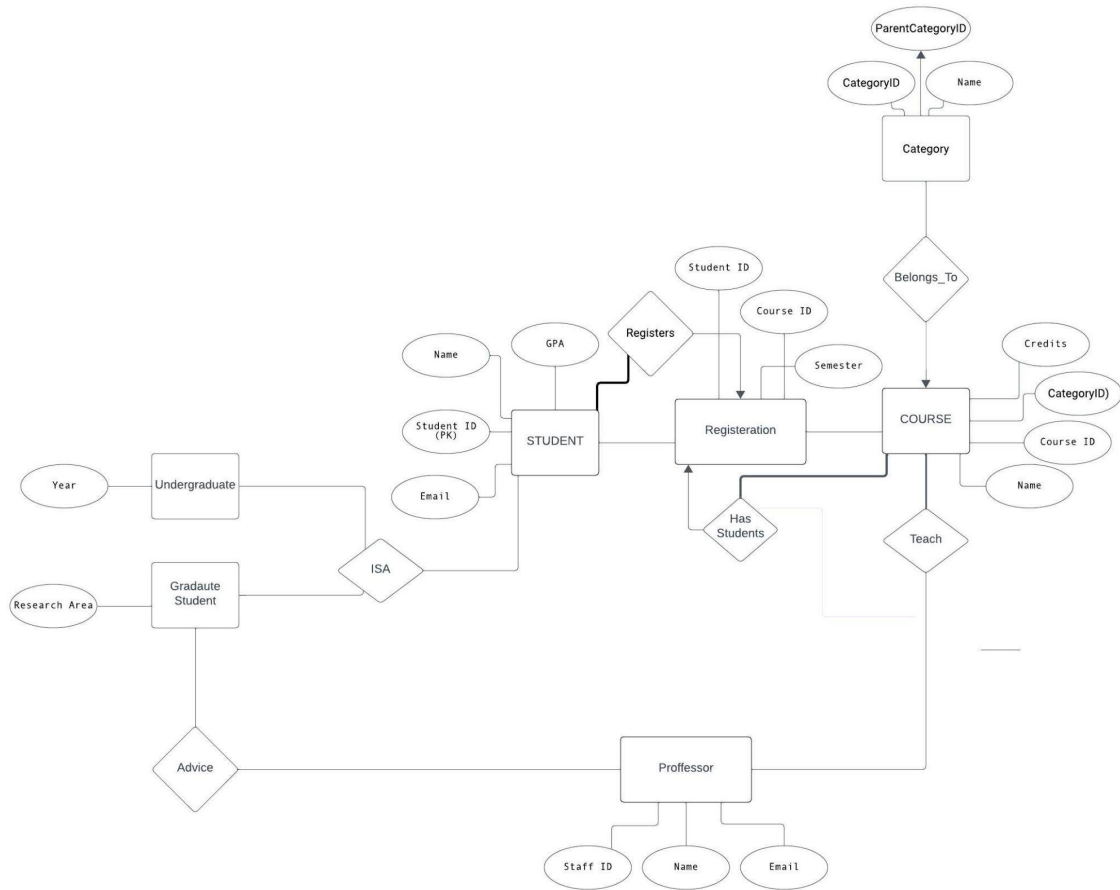 ParentCategoryID
CategoryID
Name
Category
Belongs_To
Student ID
Course ID
Registers
Semester
Credits
GPA
Name
CategoryID)
COURSE
Registeration
Student ID
(PK)
STUDENT
Course ID
Name
Email
Year
Undergraduate
Has
Students
Teach
ISA
Gradaute
Student
Research Area
Advice
Proffessor
Staff ID
Name
Email